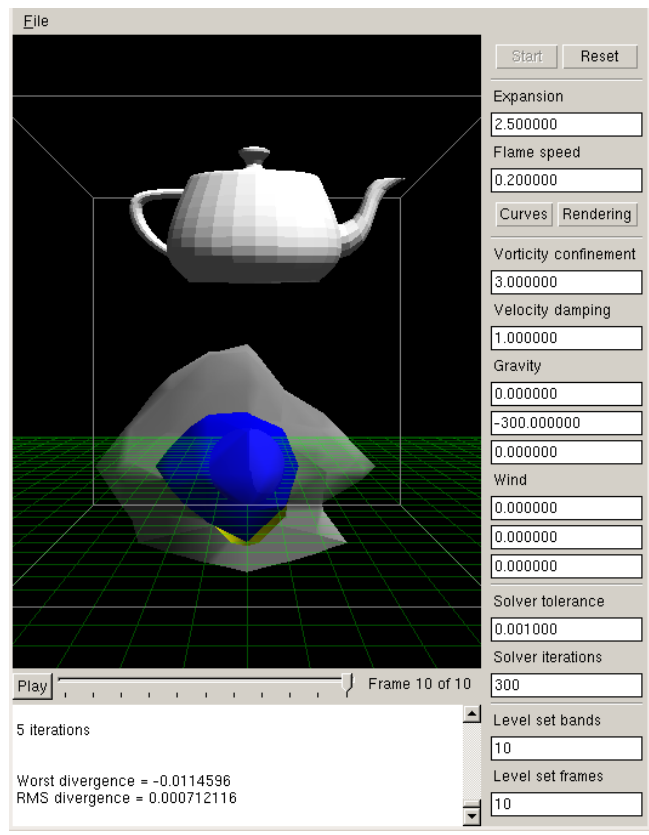 File
Start Reset
Expansion
2.500000
Flame speed
0.200000
Curves Rendering
Vorticity confinement
3.000000
Velocity damping
1.000000
Gravity
0.000000
-300.000000
0.000000
Wind
0.000000
0.000000
0.000000
Solver tolerance
0.001000
Solver iterations
300
Level set bands
10
Level set frames
10
Play Frame 10 of 10
5 iterations
Worst divergence = -0.0114596
RMS divergence = 0.000712116